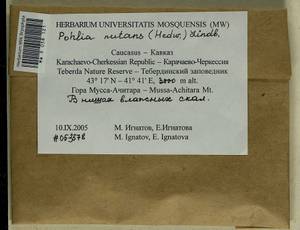 HERBARIUM UNIVERSITATIS MOSQUENSIS (MW)
Pohlia nutans (Hedw.) Lindb.
Caucasus – Кавказ
Karachaevo-Cherkessian Republic – Карачаево-Черкессия
Teberda Nature Reserve – Тебердинский заповедник
43° 17' N – 41° 41' E, 3000 m alt.
Гора Мусса-Ачитара – Mussa-Achitara Mt.
В нишах влажных скал.
10.IX.2005 М. Игнатов, Е.Игнатова
M. Ignatov, E. Ignatova